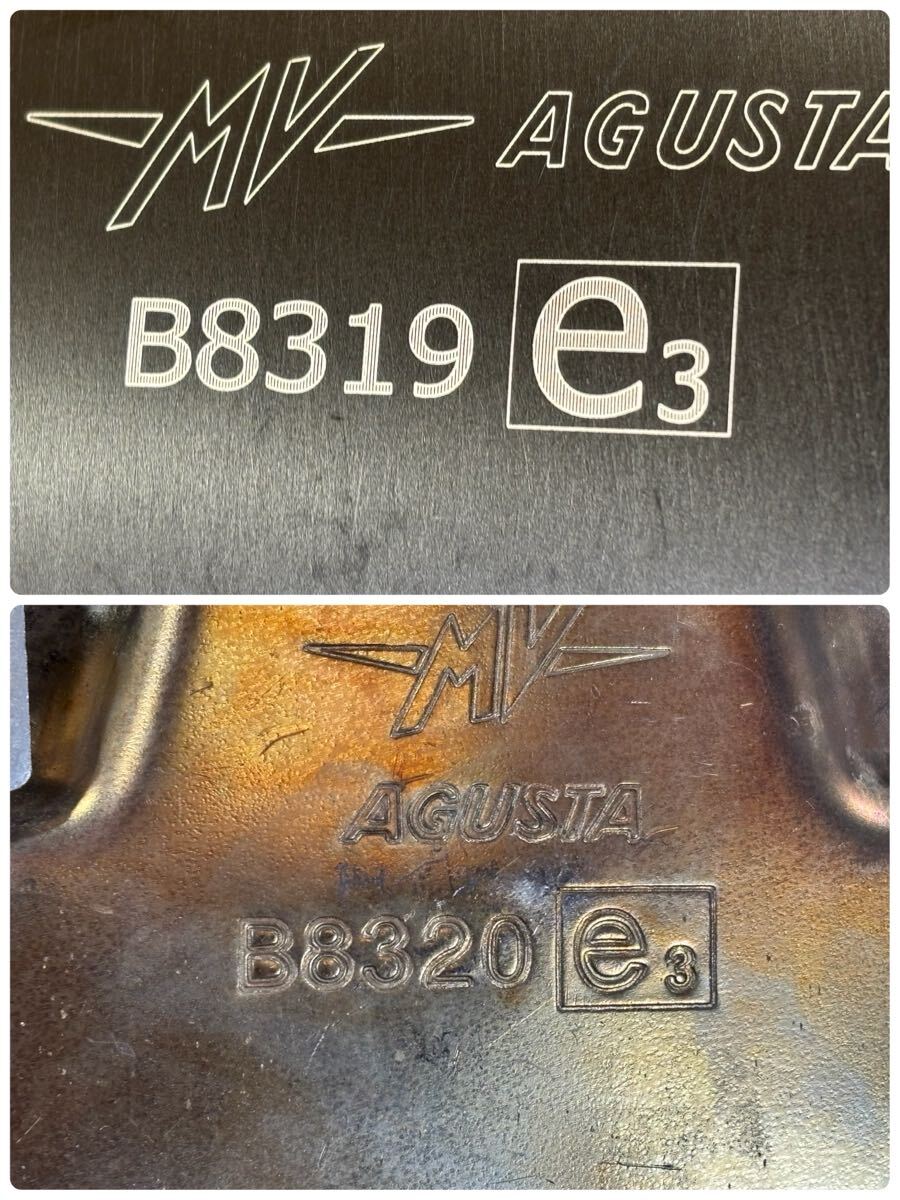 MV AGUSTA
B8319 e3
MV
AGUSTA
B8320 e3